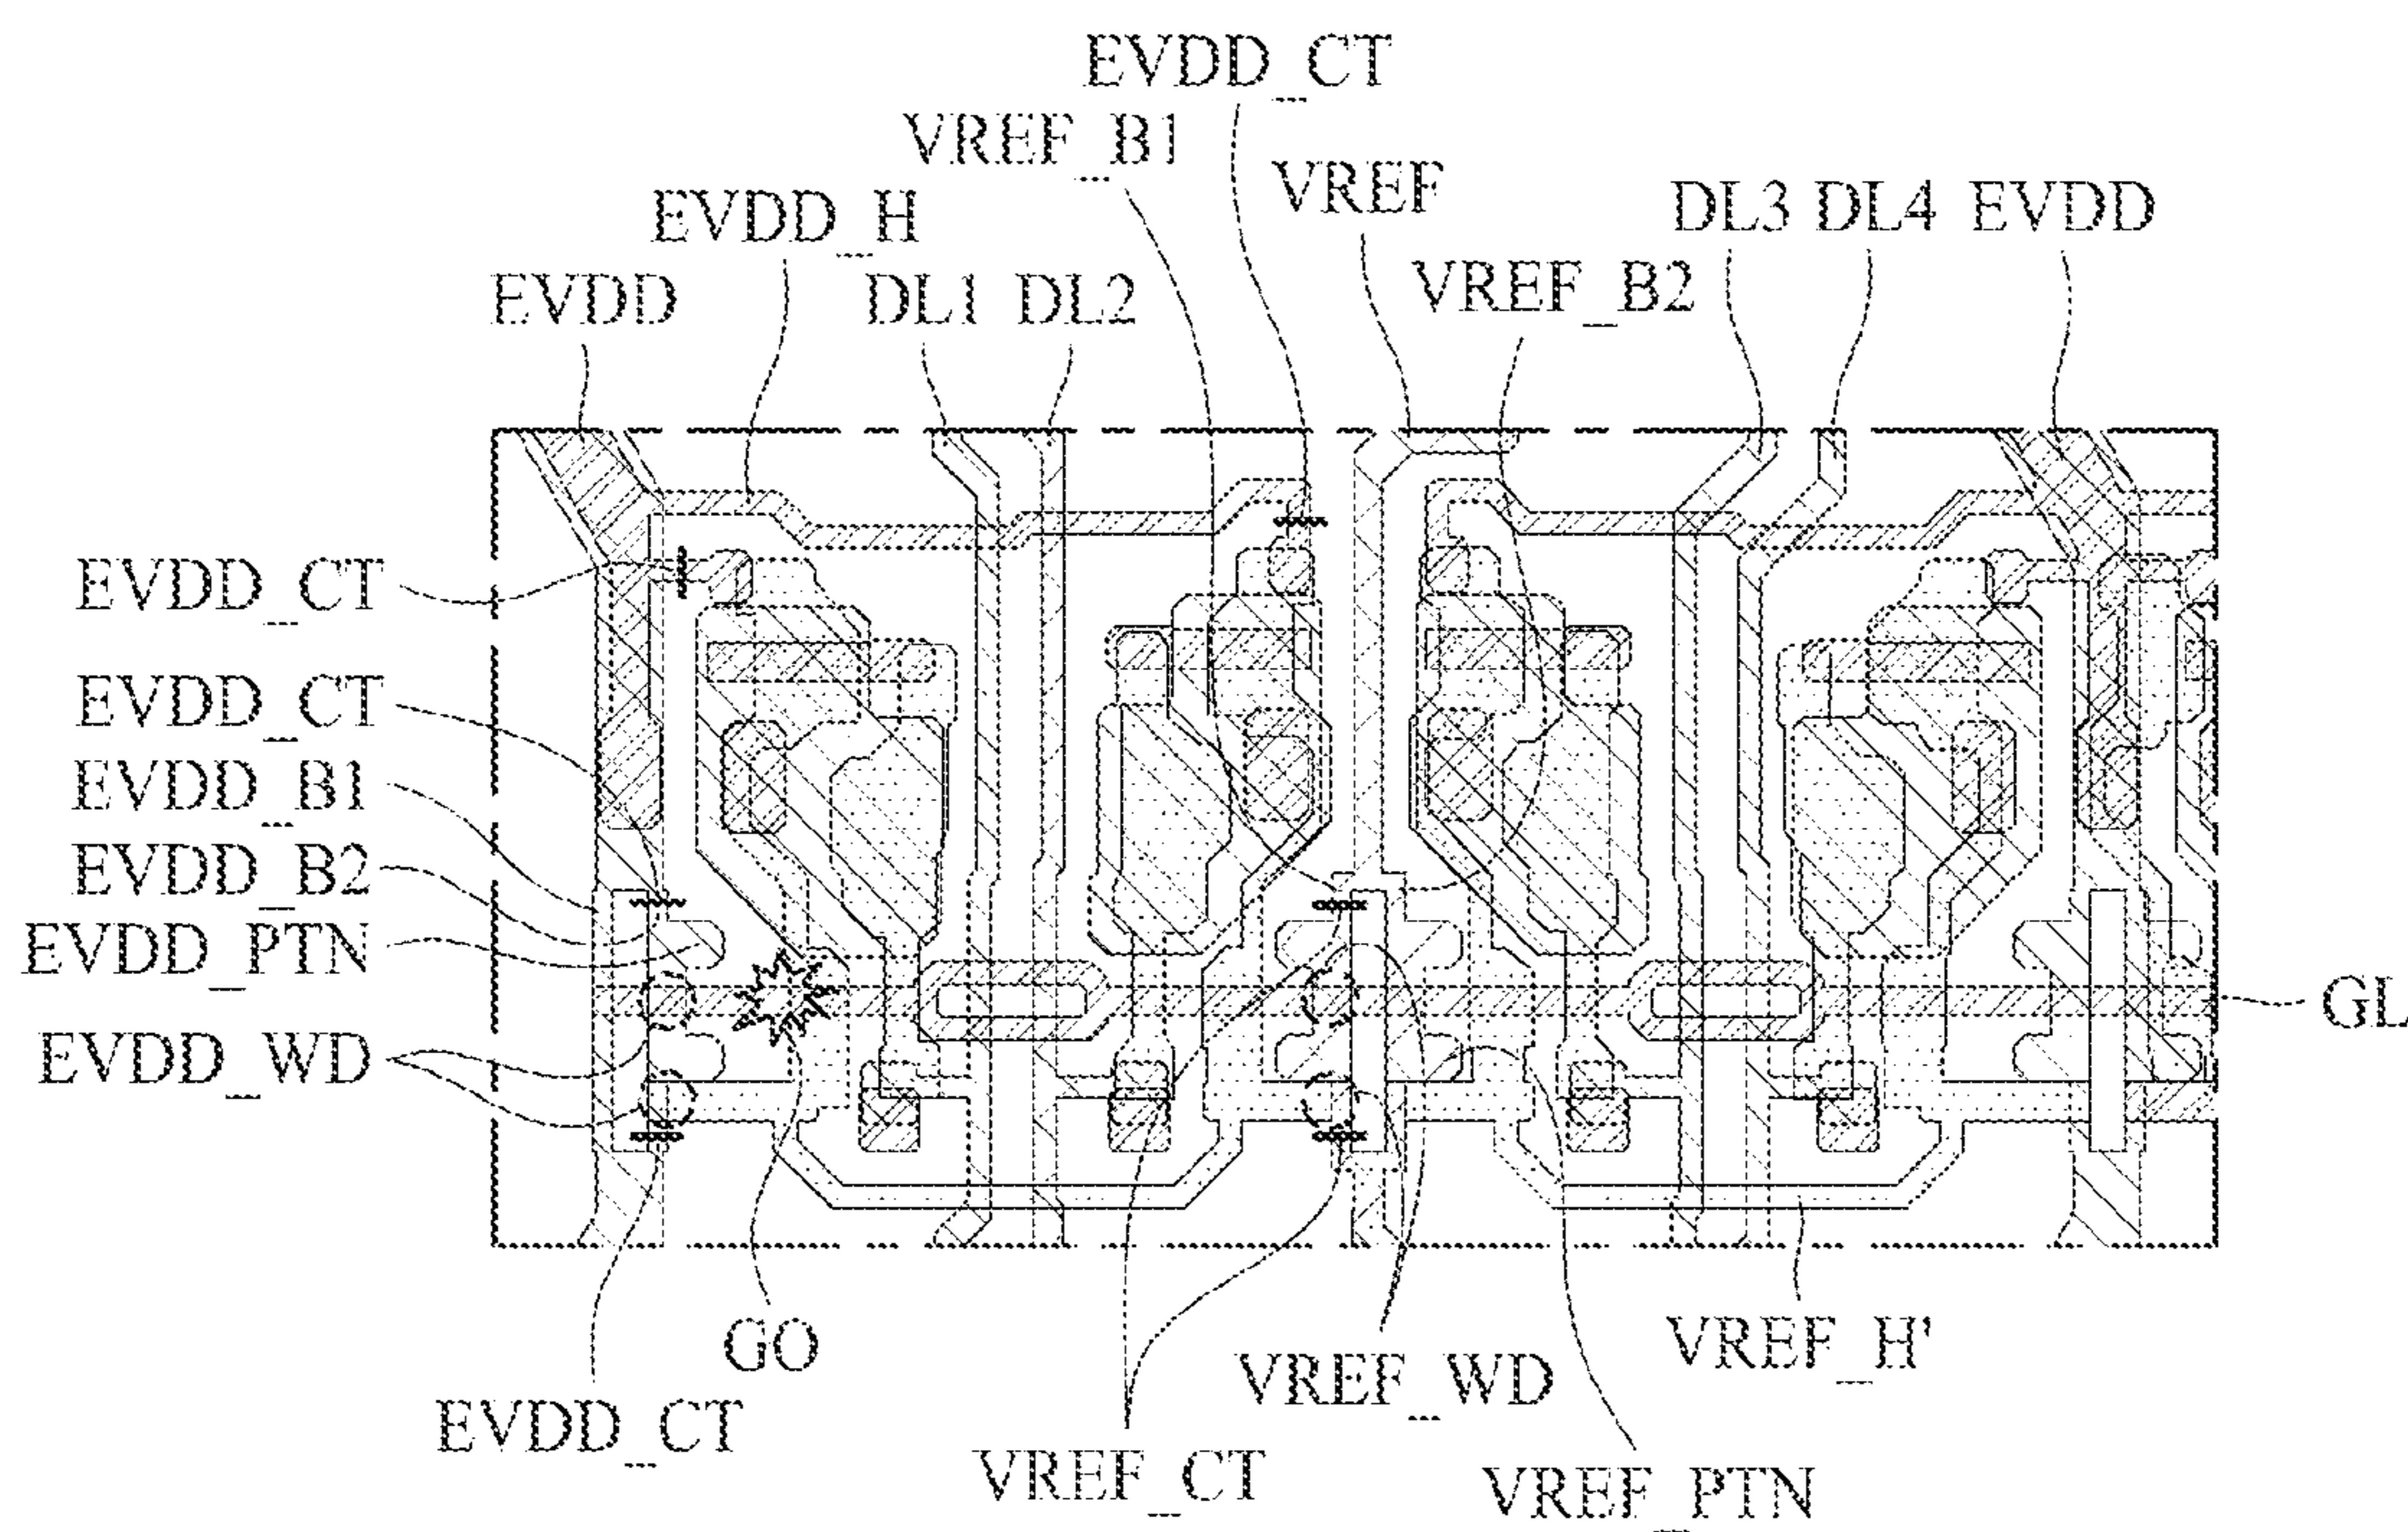 EVDD_CT
VREF_B1
VREF
EVDD_H
DL3 DL4 EVDD
VREF_B2
EVDD
DL1 DL2
EVDD_CT
EVDD_CT
EVDD_B1
EVDD_B2
EVDD_PTN
GL
EVDD_WD
GO
VREF_H'
VREF_WD
EVDD_CT
VREF_CT
VREF_PTN